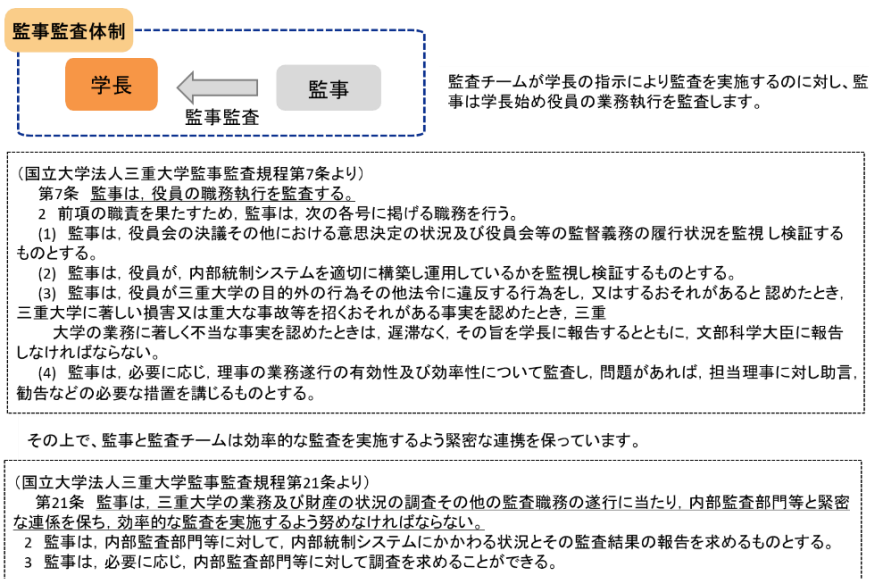 監事監査体制
学長
監事
監事監査
監査チームが学長の指示により監査を実施するのに対し、監
事は学長始め役員の業務執行を監査します。
（国立大学法人三重大学監事監査規程第7条より）
第7条　監事は，役員の職務執行を監査する。
2　前項の職責を果たすため，監事は，次の各号に掲げる職務を行う。
(1)　監事は，役員会の決議その他における意思決定の状況及び役員会等の監督義務の履行状況を監視し検証する
ものとする。
(2)　監事は，役員が，内部統制システムを適切に構築し運用しているかを監視し検証するものとする。
(3)　監事は，役員が三重大学の目的外の行為その他法令に違反する行為をし，又はするおそれがあると 認めたとき，
三重大学に著しい損害又は重大な事故等を招くおそれがある事実を認めたとき，三重
大学の業務に著しく不当な事実を認めたときは，遅滞なく，その旨を学長に報告するとともに，文部科学大臣に報告
しなければならない。
(4)　監事は，必要に応じ，理事の業務遂行の有効性及び効率性について監査し，問題があれば，担当理事に対し助言，
勧告などの必要な措置を講じるものとする。
その上で、監事と監査チームは効率的な監査を実施するよう緊密な連携を保っています。
（国立大学法人三重大学監事監査規程第21条より）
第21条　監事は，三重大学の業務及び財産の状況の調査その他の監査職務の遂行に当たり，内部監査部門等と緊密
な連係を保ち，効率的な監査を実施するよう努めなければならない。
2　監事は，内部監査部門等に対して，内部統制システムにかかわる状況とその監査結果の報告を求めるものとする。
3　監事は，必要に応じ，内部監査部門等に対して調査を求めることができる。